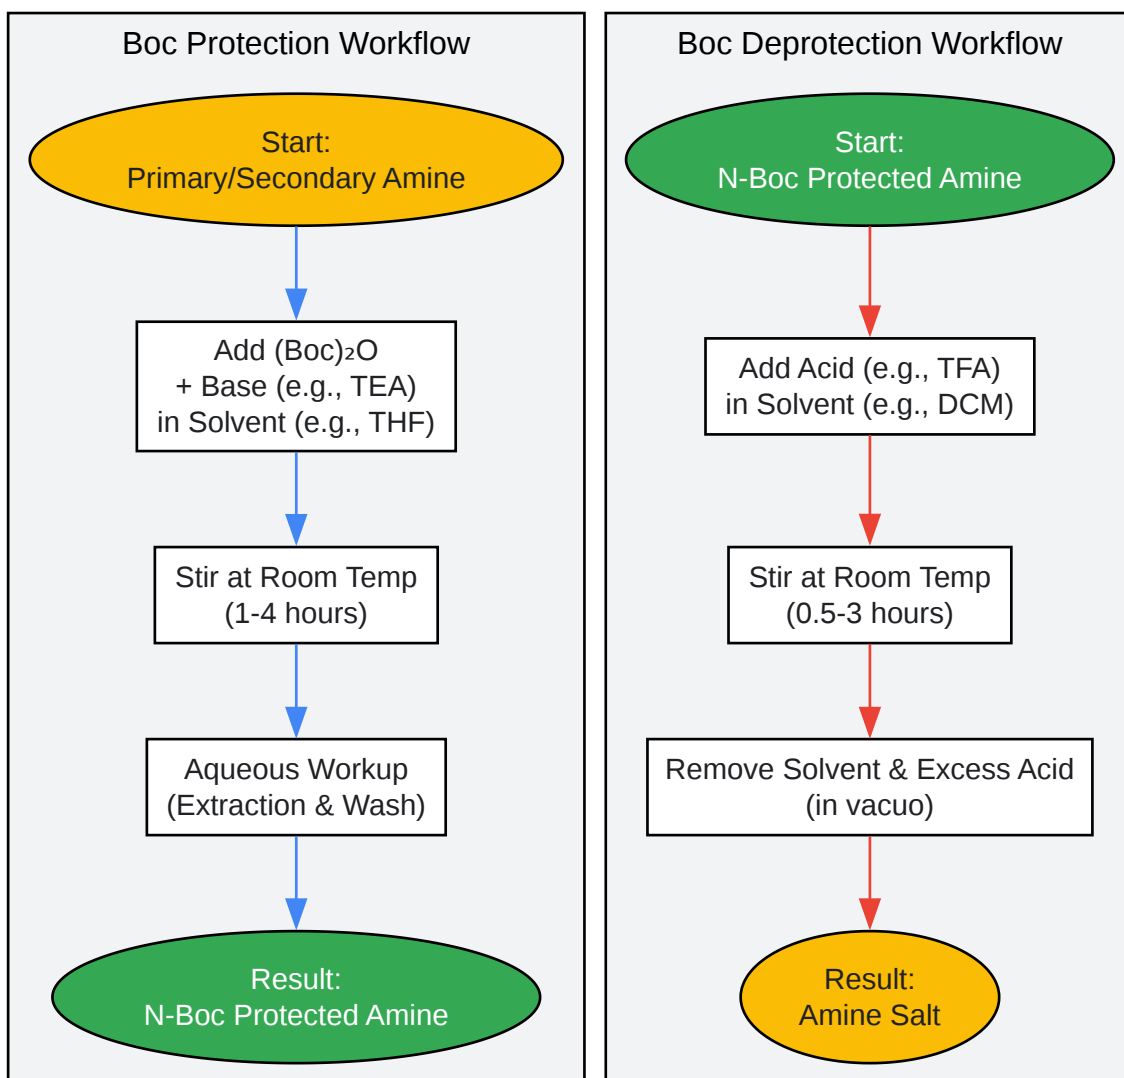 Boc Protection Workflow
Start:
Primary/Secondary Amine
Add (Boc)₂O
+ Base (e.g., TEA)
in Solvent (e.g., THF)
Stir at Room Temp
(1-4 hours)
Aqueous Workup
(Extraction & Wash)
Result:
N-Boc Protected Amine
Boc Deprotection Workflow
Start:
N-Boc Protected Amine
Add Acid (e.g., TFA)
in Solvent (e.g., DCM)
Stir at Room Temp
(0.5-3 hours)
Remove Solvent & Excess Acid
(in vacuo)
Result:
Amine Salt